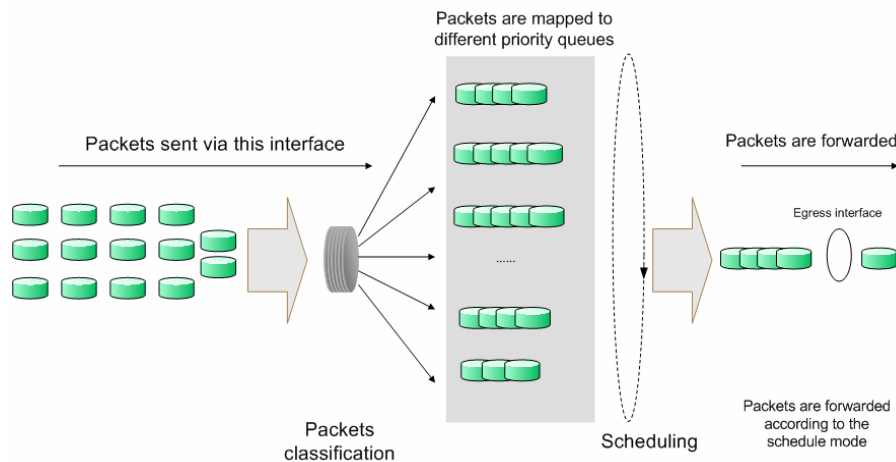 Packets are mapped to
different priority queues
Packets sent via this interface
Packets are forwarded
Egress interface
......
Packets
classification
Scheduling
Packets are forwarded
according to the
schedule mode